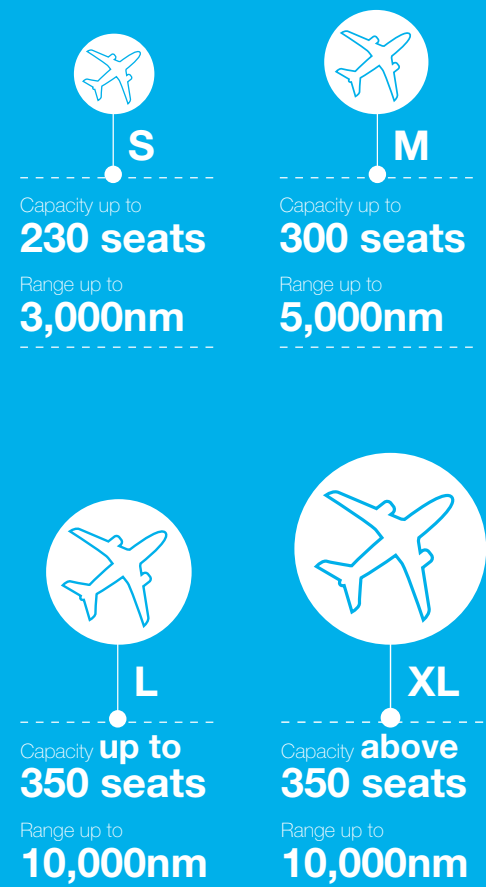 S
Capacity up to
230 seats
Range up to
3,000nm
M
Capacity up to
300 seats
Range up to
5,000nm
L
Capacity up to
350 seats
Range up to
10,000nm
XL
Capacity above
350 seats
Range up to
10,000nm